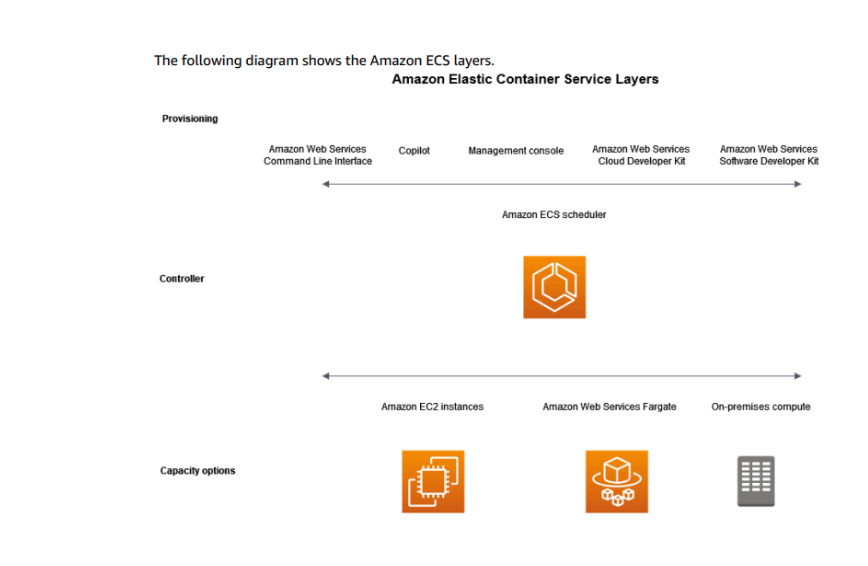 The following diagram shows the Amazon ECS layers.
Amazon Elastic Container Service Layers
Provisioning
Amazon Web Services
Command Line Interface
Copilot
Management console
Amazon Web Services
Cloud Developer Kit
Amazon Web Services
Software Developer Kit
Amazon ECS scheduler
Controller
Amazon EC2 instances
Amazon Web Services Fargate
On-premises compute
Capacity options